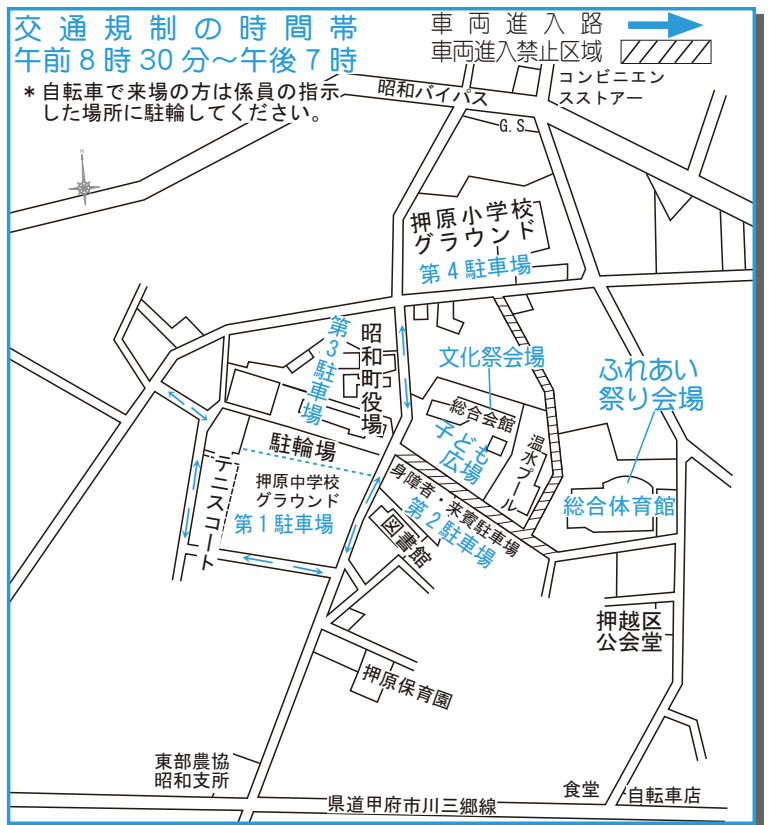 交通規制の時間帯
午前8時30分～午後7時
＊自転車で来場の方は係員の指示
した場所に駐輪してください。
車両進入路
車両進入禁止区域
コンビニエン
スストアー
昭和バイパス
G.S
N
押原小学校
グラウンド
第4駐車場
第3駐車場
昭和町役場
文化祭会場
総合会館
子ども
広場
温水プール
ふれあい
祭り会場
総合体育館
駐輪場
テニスコート
押原中学校
グラウンド
第1駐車場
身障者・来賓駐車場
第2駐車場
図書館
押越区
公会堂
押原保育園
東部農協
昭和支所
県道甲府市川三郷線
食堂
自転車店